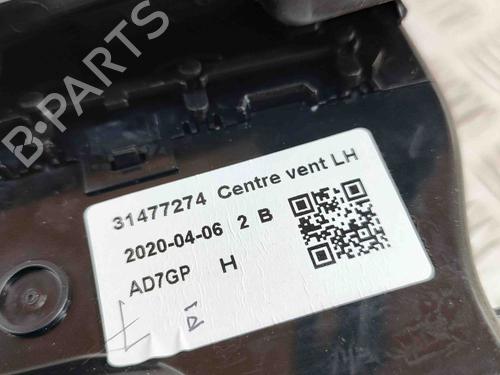 B-PARTS
31477274 Centre vent LH
2020-04-06 2 B
AD7GP H